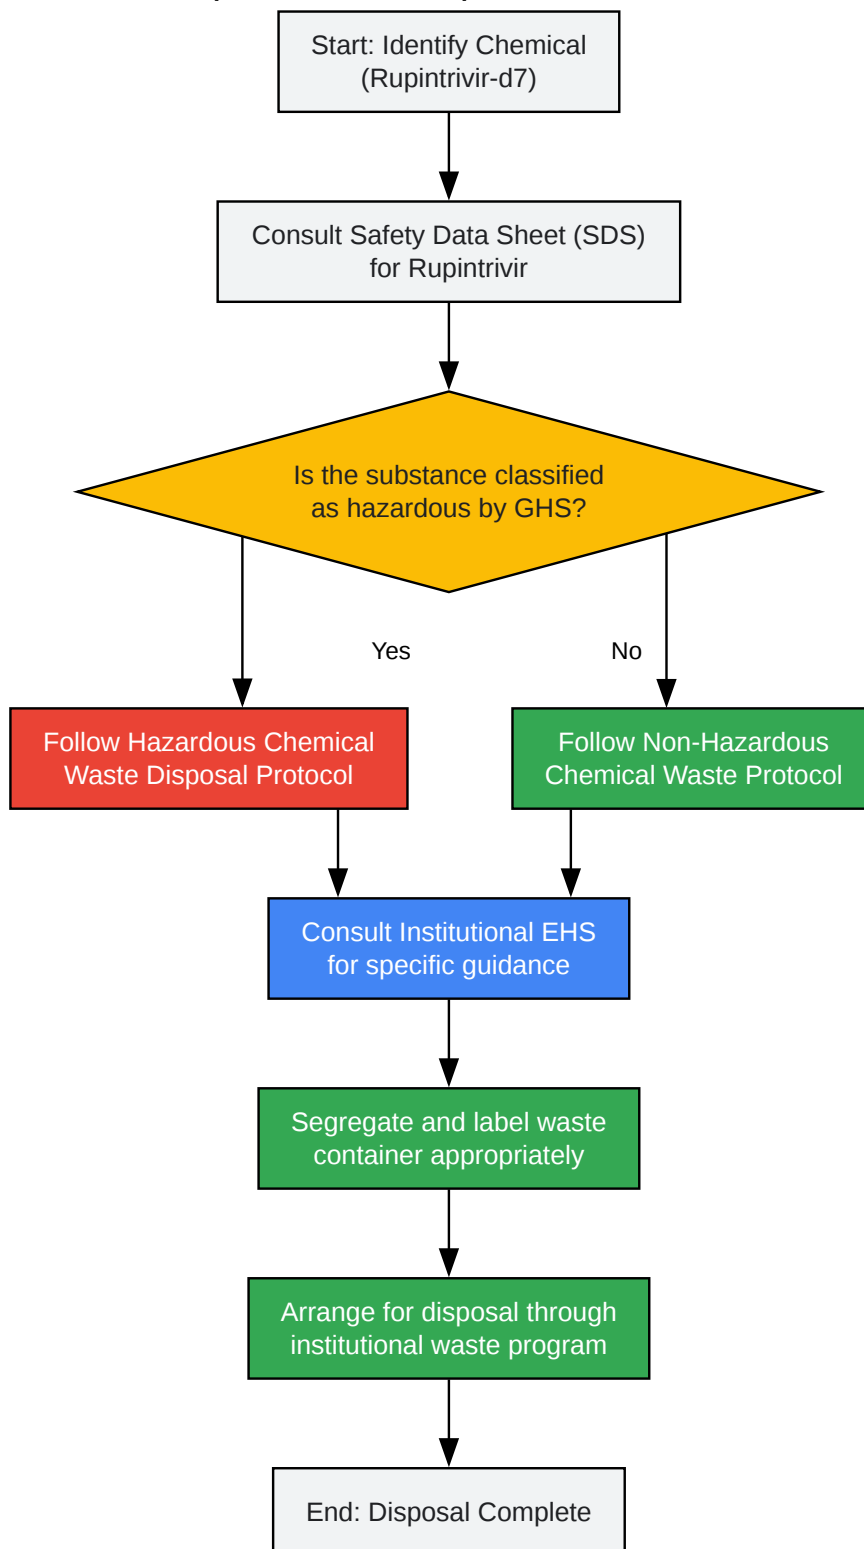 Start: Identify Chemical
(Rupintrivir-d7)
Consult Safety Data Sheet (SDS)
for Rupintrivir
Is the substance classified
as hazardous by GHS?
Yes
No
Follow Hazardous Chemical
Waste Disposal Protocol
Follow Non-Hazardous
Chemical Waste Protocol
Consult Institutional EHS
for specific guidance
Segregate and label waste
container appropriately
Arrange for disposal through
institutional waste program
End: Disposal Complete